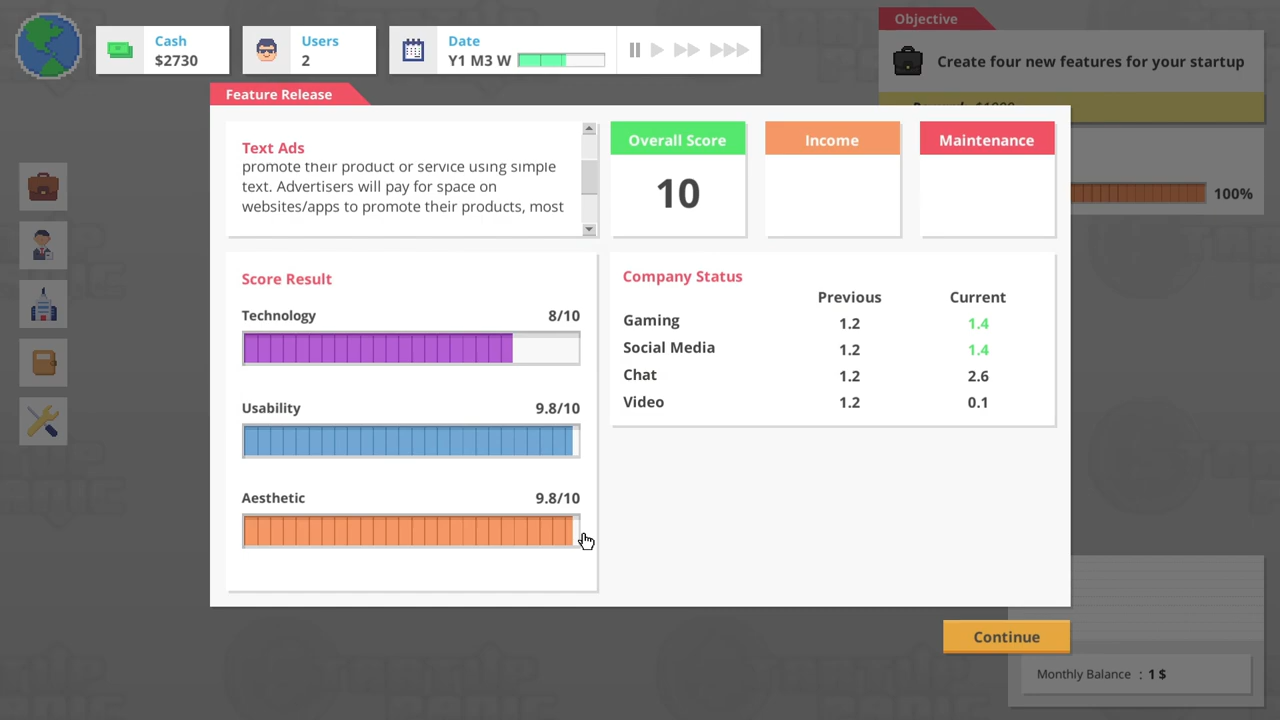 Cash
$2730
Users
2
Date
Y1 M3 W
Objective
Create four new features for your startup
Feature Release
Text Ads
promote their product or service using simple
text. Advertisers will pay for space on
websites/apps to promote their products, most
Overall Score
10
Income
Maintenance
100%
Score Result
Technology 8/10
Usability 9.8/10
Aesthetic 9.8/10
Company Status
Previous Current
Gaming 1.2 1.4
Social Media 1.2 1.4
Chat 1.2 2.6
Video 1.2 0.1
Continue
Monthly Balance : 1 $